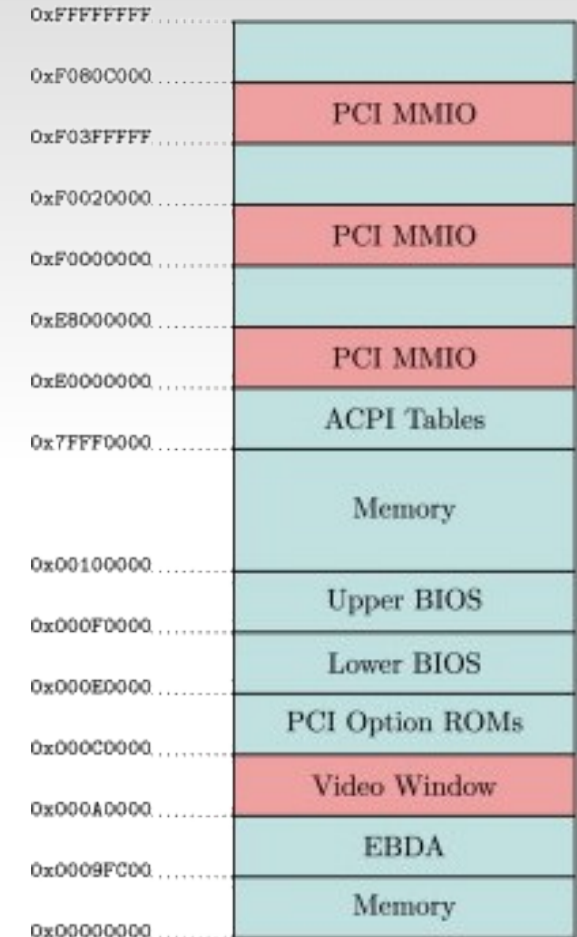 0xFFFFFFFF
0xF080C000
PCI MMIO
0xF03FFFFF
0xF0020000
PCI MMIO
0xF0000000
0xE8000000
PCI MMIO
0xE0000000
ACPI Tables
0x7FFF0000
Memory
0x00100000
Upper BIOS
0x000F0000
Lower BIOS
0x000E0000
PCI Option ROMs
0x000C0000
Video Window
0x000A0000
EBDA
0x0009FC00
Memory
0x00000000